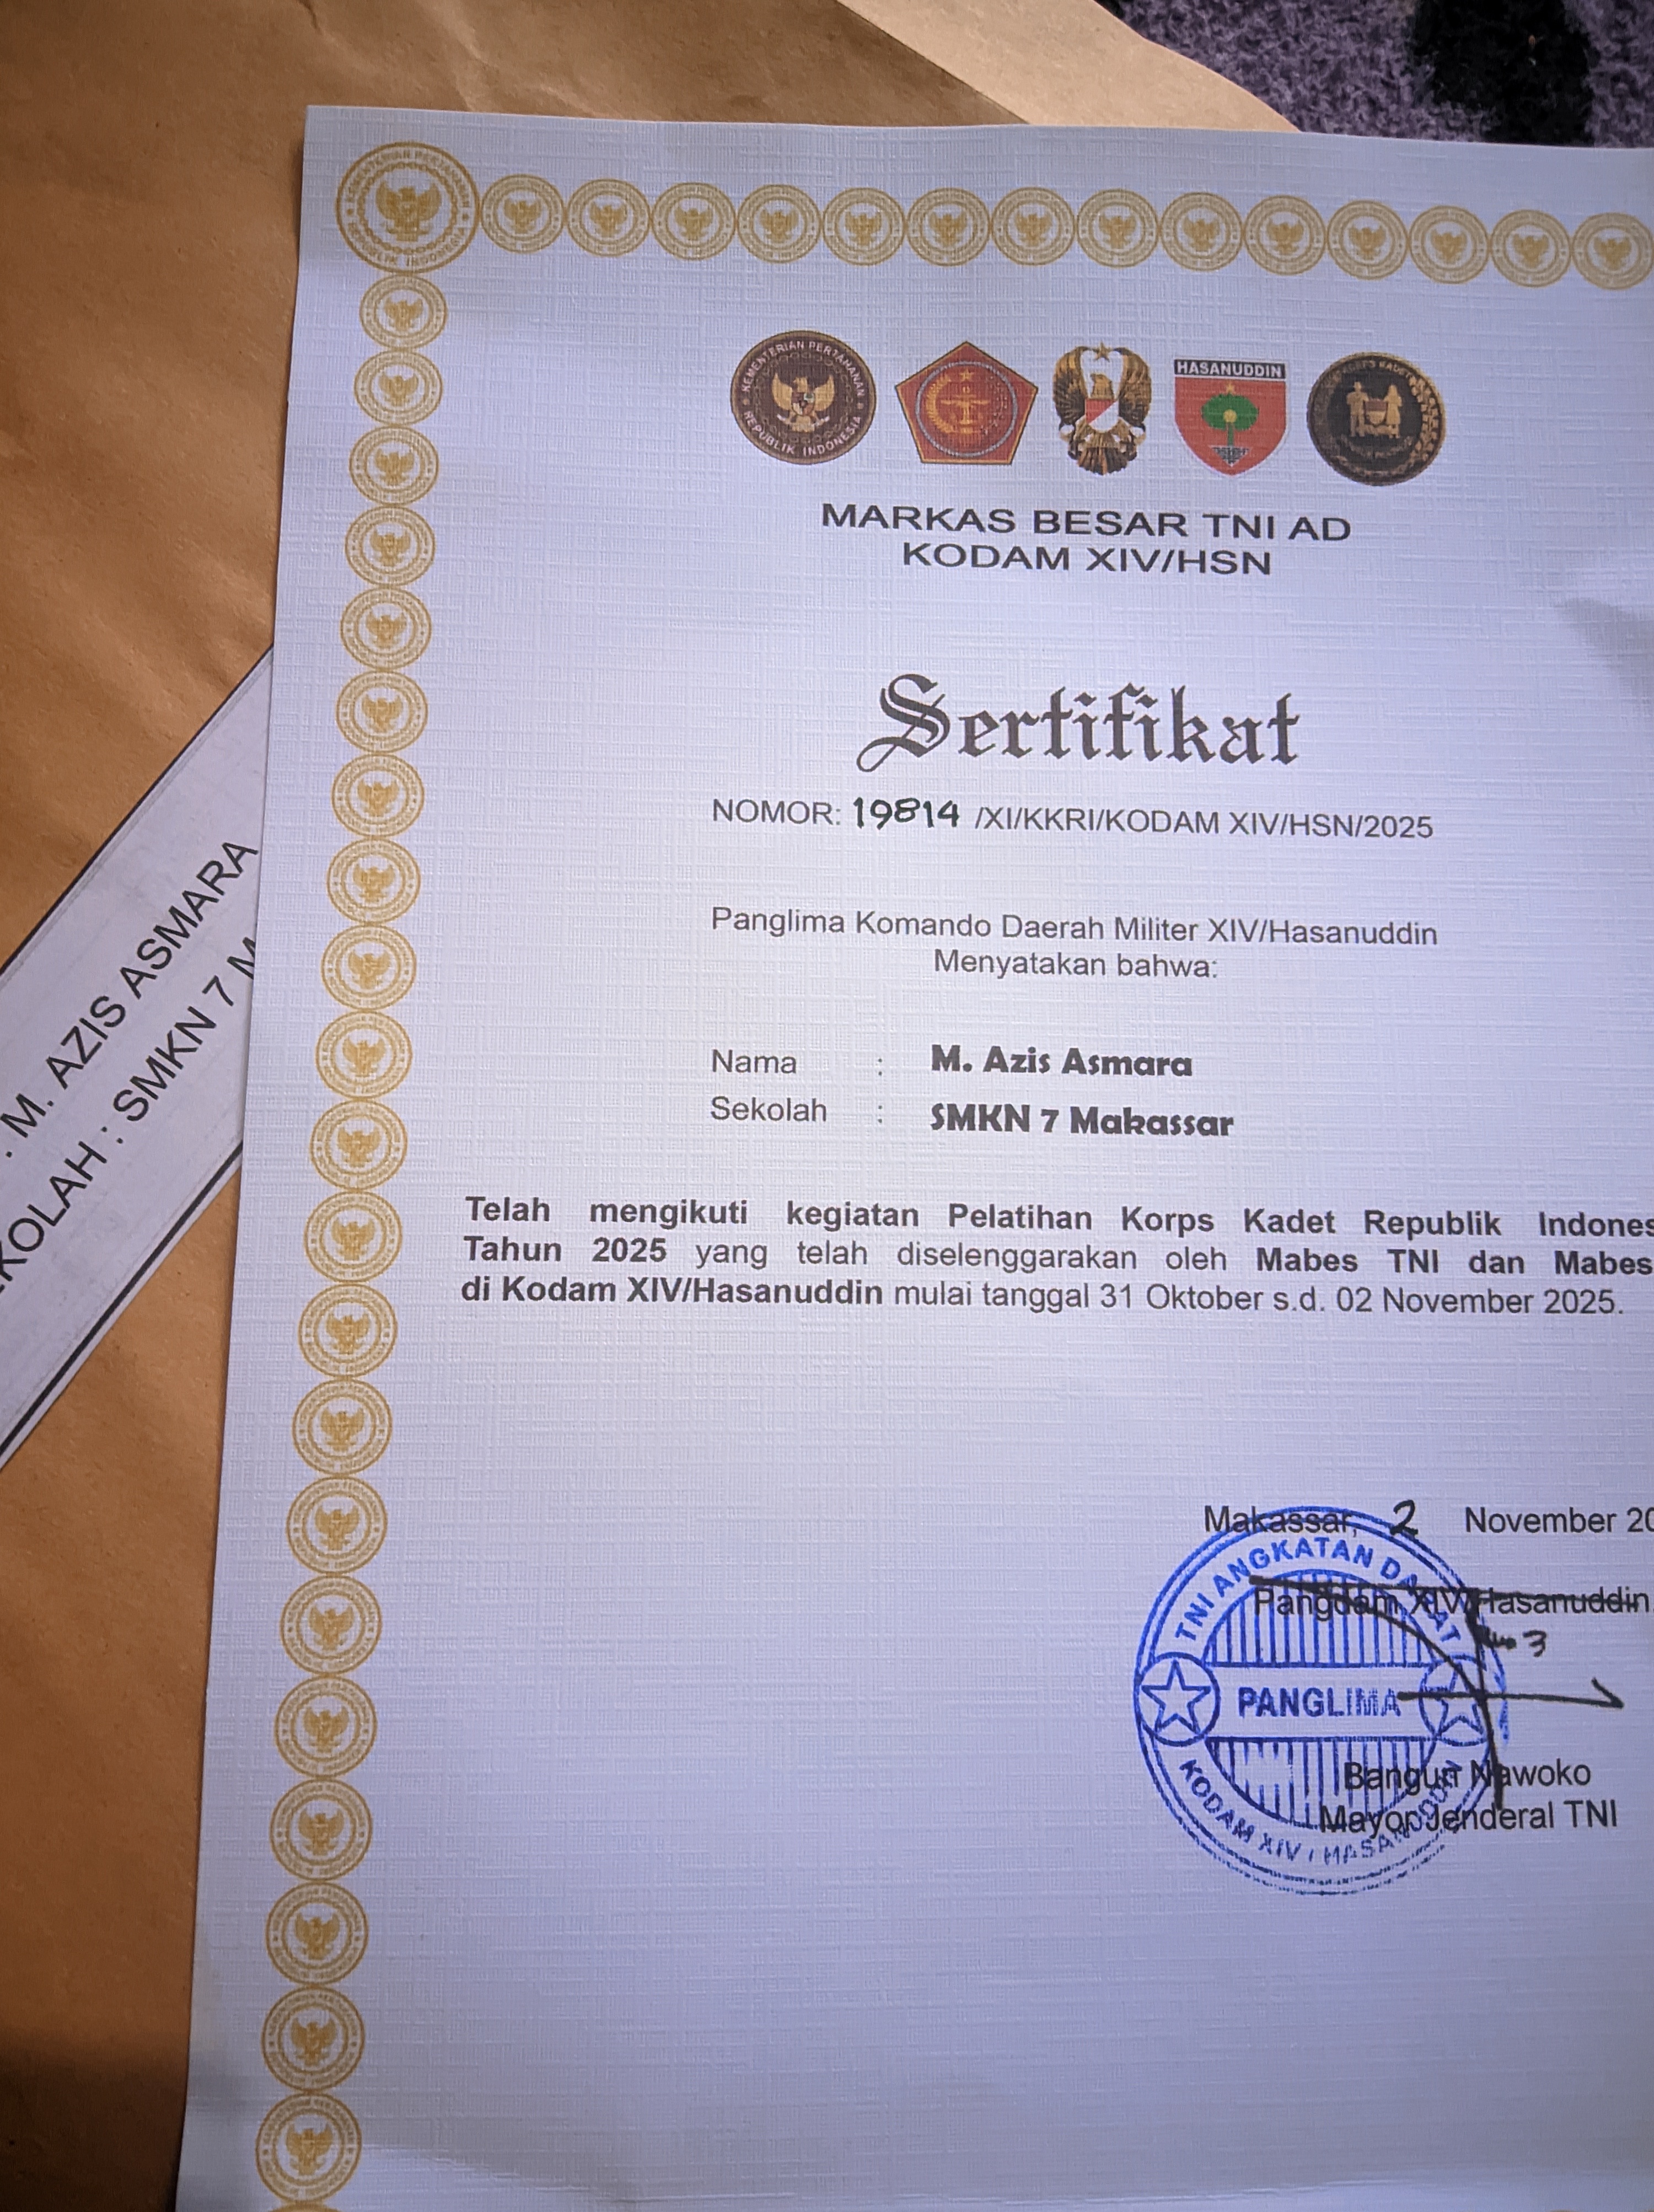 KEMENTERIAN PERTAHANAN
REPUBLIK INDONESIA
HASANUDDIN
MARKAS BESAR TNI AD
KODAM XIV/HSN
Sertifikat
NOMOR: 19814 /XI/KKRI/KODAM XIV/HSN/2025
Panglima Komando Daerah Militer XIV/Hasanuddin
Menyatakan bahwa:
Nama : M. Azis Asmara
Sekolah : SMKN 7 Makassar
Telah mengikuti kegiatan Pelatihan Korps Kadet Republik Indones
Tahun 2025 yang telah diselenggarakan oleh Mabes TNI dan Mabes
di Kodam XIV/Hasanuddin mulai tanggal 31 Oktober s.d. 02 November 2025.
Makassar, 2 November 20
Pangdam XIV/Hasanuddin
TNI ANGKATAN DARAT
PANGLIMA
KODAM XIV / HASANUDDIN
Bangun Nawoko
Mayor Jenderal TNI
: M. AZIS ASMARA
KOLAH : SMKN 7 M